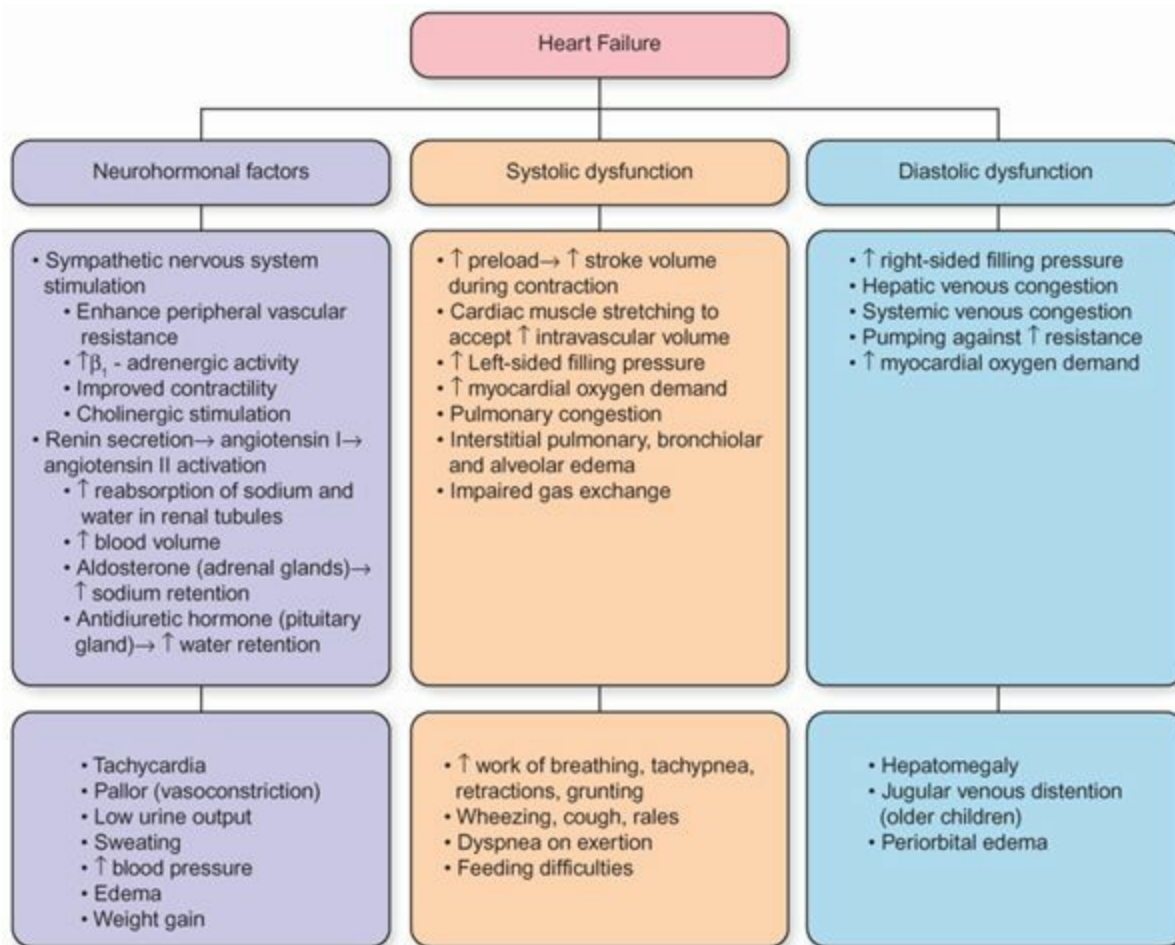 Heart Failure
Neurohormonal factors
Systolic dysfunction
Diastolic dysfunction
• Sympathetic nervous system
stimulation
• Enhance peripheral vascular
resistance
• ↑β₁ - adrenergic activity
• Improved contractility
• Cholinergic stimulation
• Renin secretion→ angiotensin I→
angiotensin II activation
• ↑ reabsorption of sodium and
water in renal tubules
• ↑ blood volume
• Aldosterone (adrenal glands)→
↑ sodium retention
• Antidiuretic hormone (pituitary
gland)→ ↑ water retention
• ↑ preload→ ↑ stroke volume
during contraction
• Cardiac muscle stretching to
accept ↑ intravascular volume
• ↑ Left-sided filling pressure
• ↑ myocardial oxygen demand
• Pulmonary congestion
• Interstitial pulmonary, bronchiolar
and alveolar edema
• Impaired gas exchange
• ↑ right-sided filling pressure
• Hepatic venous congestion
• Systemic venous congestion
• Pumping against ↑ resistance
• ↑ myocardial oxygen demand
• Tachycardia
• Pallor (vasoconstriction)
• Low urine output
• Sweating
• ↑ blood pressure
• Edema
• Weight gain
• ↑ work of breathing, tachypnea,
retractions, grunting
• Wheezing, cough, rales
• Dyspnea on exertion
• Feeding difficulties
• Hepatomegaly
• Jugular venous distention
(older children)
• Periorbital edema